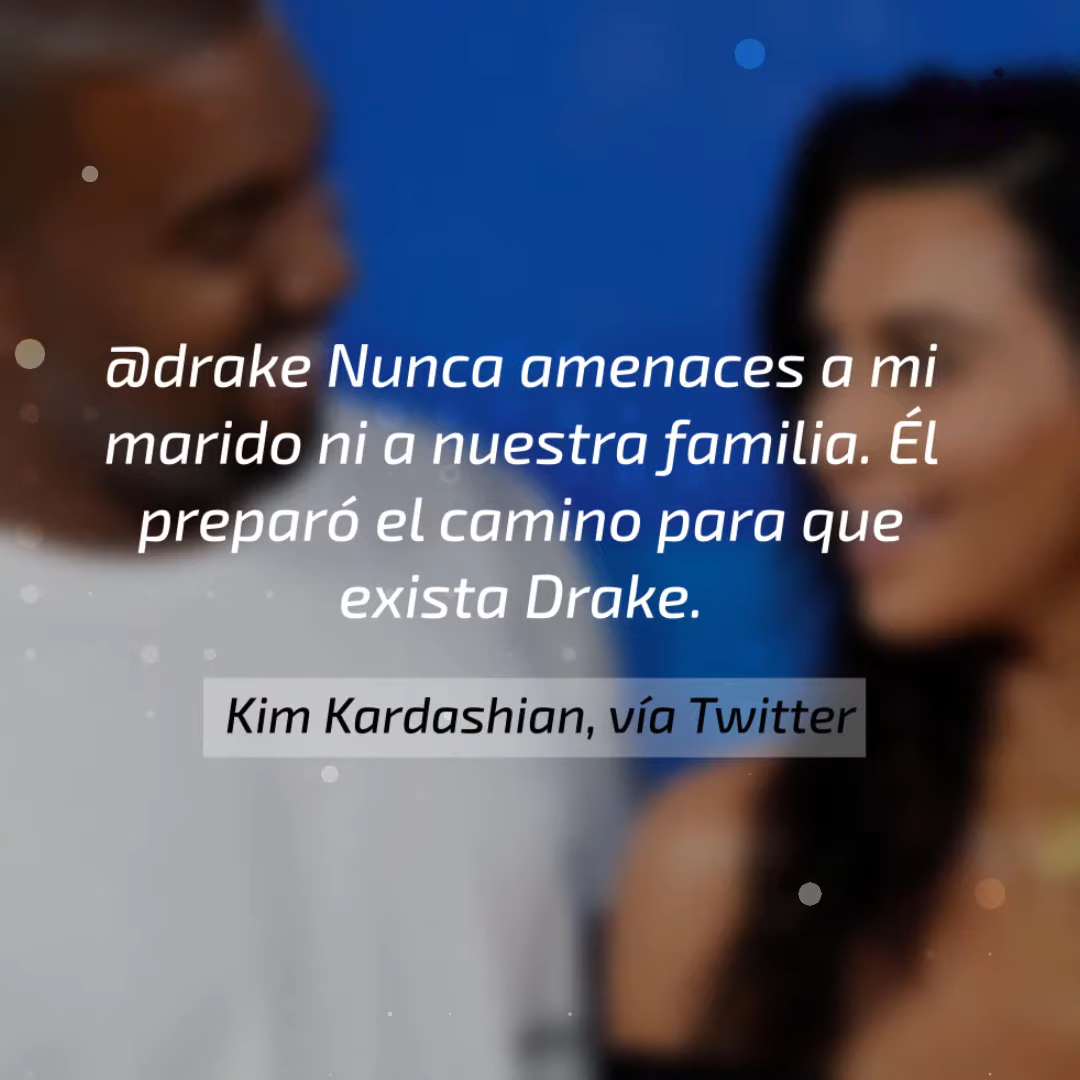 @drake Nunca amenaces a mi
marido ni a nuestra familia. Él
preparó el camino para que
exista Drake.
Kim Kardashian, vía Twitter